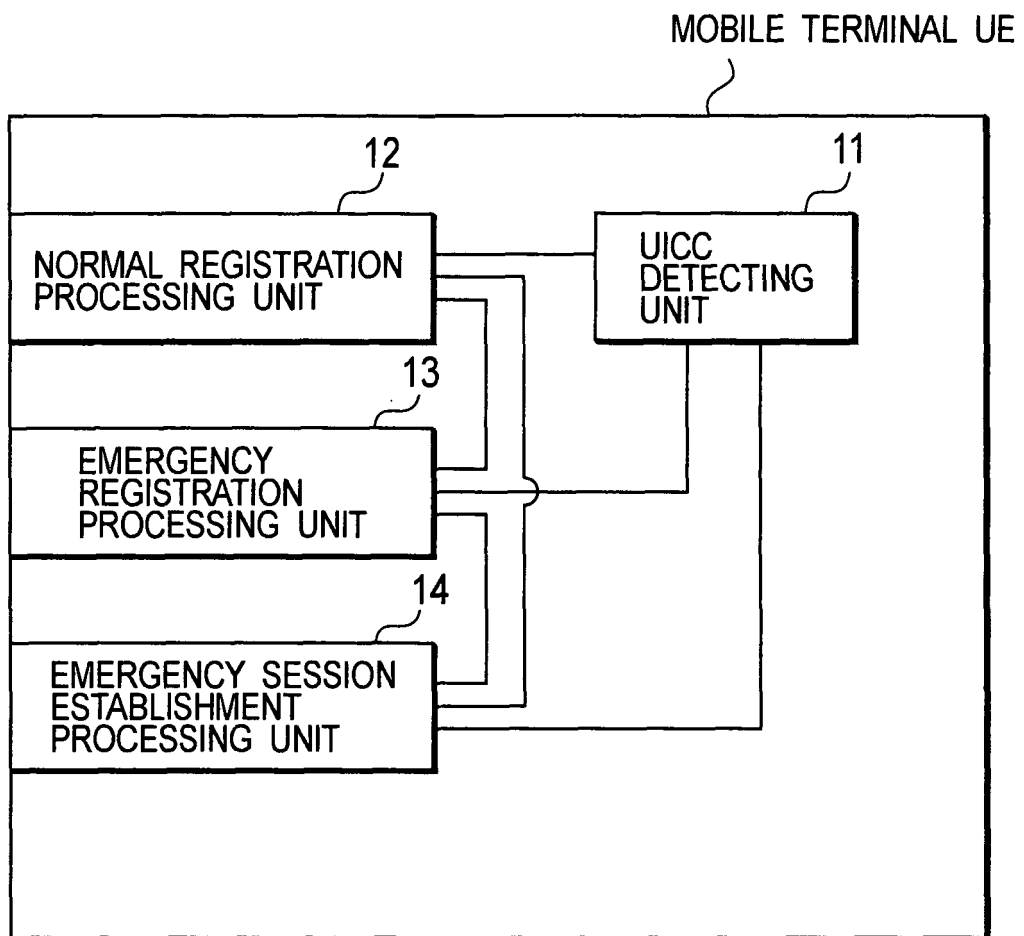 MOBILE TERMINAL UE
12
11
NORMAL REGISTRATION
PROCESSING UNIT
UICC
DETECTING
UNIT
13
EMERGENCY
REGISTRATION
PROCESSING UNIT
14
EMERGENCY SESSION
ESTABLISHMENT
PROCESSING UNIT